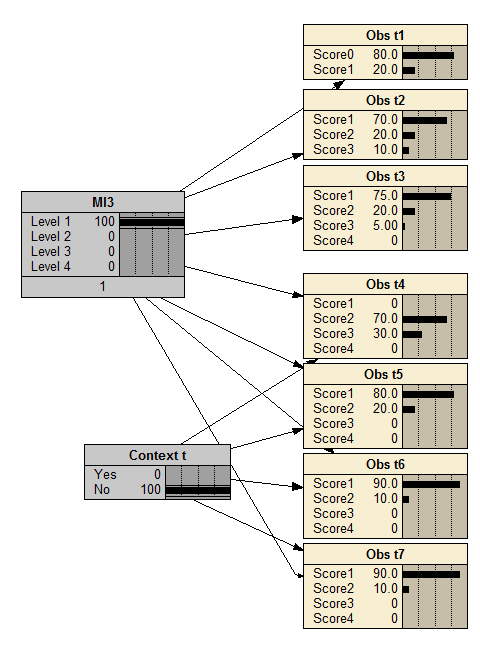 Obs t1
Score0 80.0
Score1 20.0
Obs t2
Score1 70.0
Score2 20.0
Score3 10.0
Obs t3
Score1 75.0
Score2 20.0
Score3 5.00
Score4 0
MI3
Level 1 100
Level 2 0
Level 3 0
Level 4 0
1
Obs t4
Score1 0
Score2 70.0
Score3 30.0
Score4 0
Obs t5
Score1 80.0
Score2 20.0
Score3 0
Score4 0
Context t
Yes 0
No 100
Obs t6
Score1 90.0
Score2 10.0
Score3 0
Score4 0
Obs t7
Score1 90.0
Score2 10.0
Score3 0
Score4 0